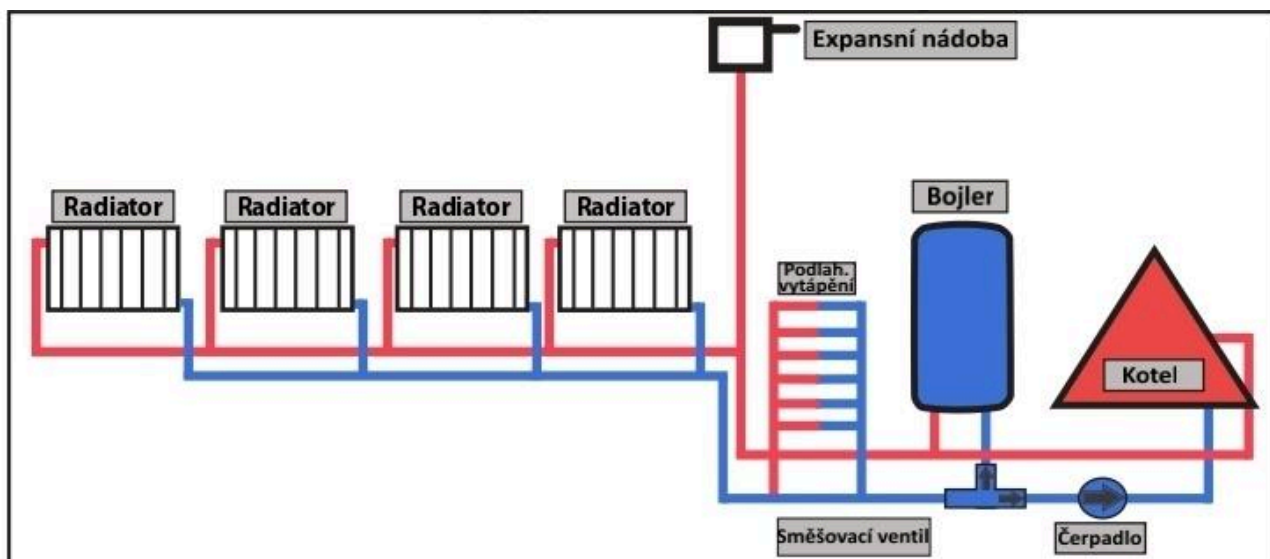 Expansní nádoba
Radiator
Radiator
Radiator
Radiator
Bojler
Podlah.
vytápění
Kotel
Směšovací ventil
Čerpadlo